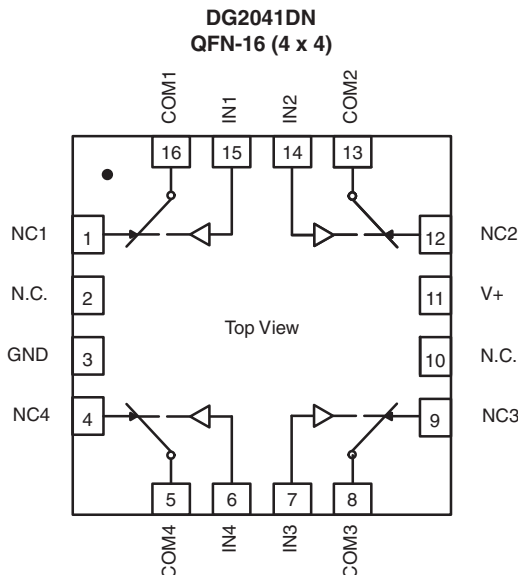 DG2041DN
QFN-16 (4 x 4)
COM1
IN1
IN2
COM2
16
15
14
13
NC1
1
12
NC2
N.C.
2
11
V+
Top View
GND
3
10
N.C.
NC4
4
9
NC3
5
6
7
8
COM4
IN4
IN3
COM3